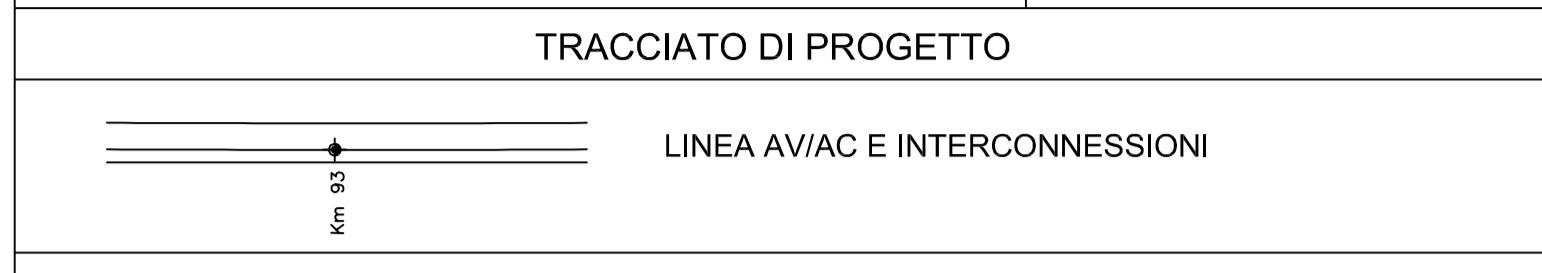 TRACCIATO DI PROGETTO
LINEA AV/AC E INTERCONNESSIONI
Km 93